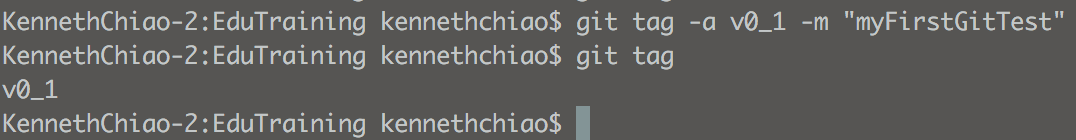 KennethChiao-2:EduTraining kennethchiao$ git tag -a v0_1 -m "myFirstGitTest"
KennethChiao-2:EduTraining kennethchiao$ git tag
v0_1
KennethChiao-2:EduTraining kennethchiao$